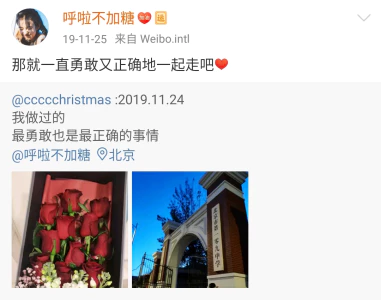 呼啦不加糖
19-11-25 来自 Weibo.intl
那就一直勇敢又正确地一起走吧❤
@cccccchristmas :2019.11.24
我做过的
最勇敢也是最正确的事情
@呼啦不加糖 北京